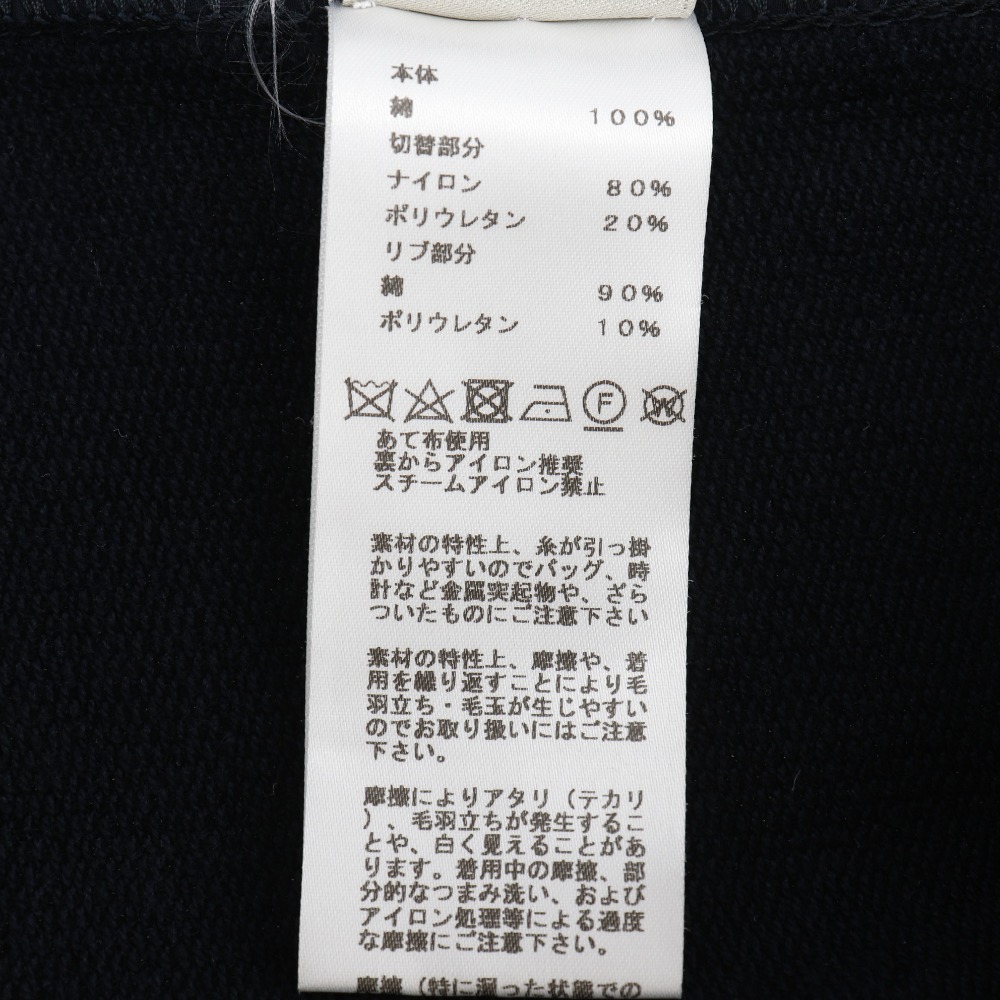 本体
綿 100%
切替部分
ナイロン 80%
ポリウレタン 20%
リブ部分
綿 90%
ポリウレタン 10%
F W
あて布使用
裏からアイロン推奨
スチームアイロン禁止
素材の特性上、糸が引っ掛
かりやすいのでバッグ、時
計など金属突起物や、ざら
ついたものにご注意下さい
素材の特性上、摩擦や、着
用を繰り返すことにより毛
羽立ち・毛玉が生じやすい
のでお取り扱いにはご注意
下さい。
摩擦によりアタリ（テカリ
）、毛羽立ちが発生するこ
とや、白く見えることがあ
ります。着用中の摩擦、部
分的なつまみ洗い、および
アイロン処理等による過度
な摩擦にご注意下さい。
摩擦（特に湿った状態での